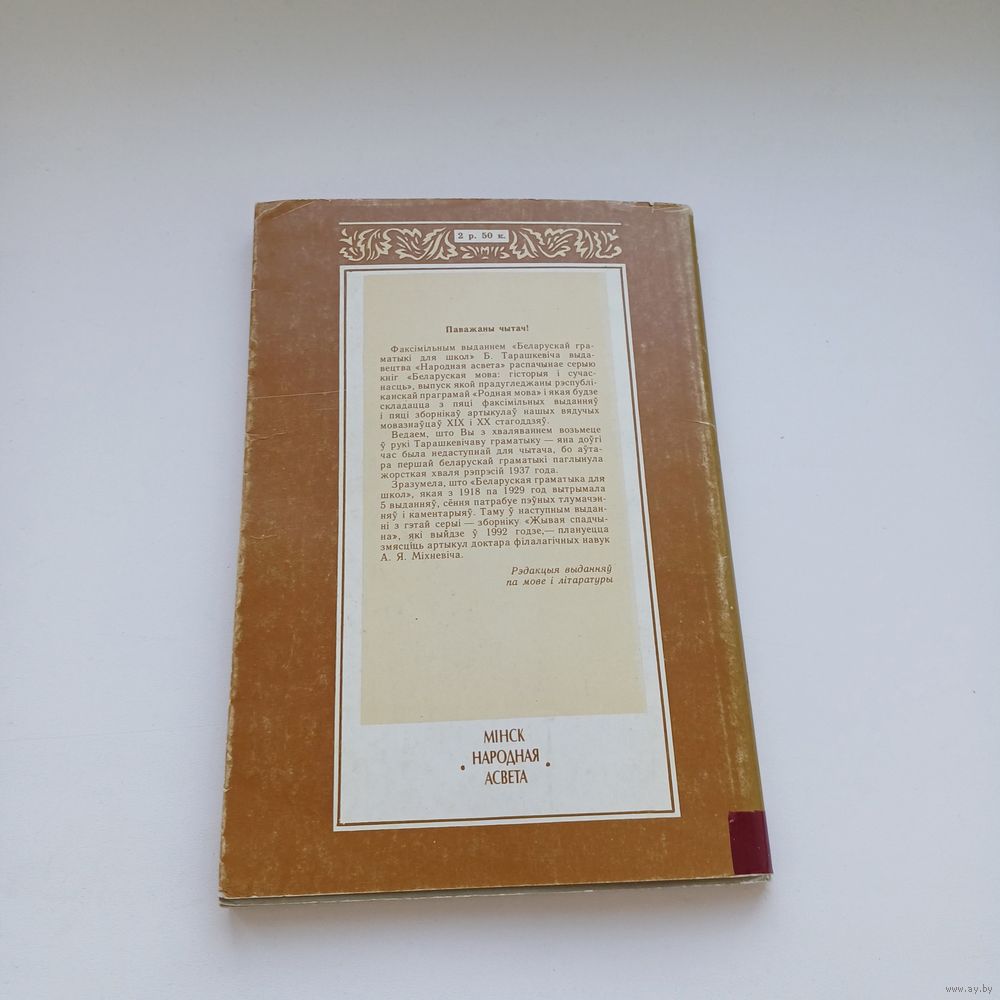 2 р. 50 к.
Паважаны чытач!
Факсімільным выданнем «Беларускай гра-
матыкі для школ» Б. Тарашкевіча выда-
вецтва «Народная асвета» распачынае серыю
кніг «Беларуская мова: гісторыя і сучас-
насць», выпуск якой прадугледжаны рэспублі-
канскай праграмай «Родная мова» і якая будзе
складацца з пяці факсімільных выданняў
і пяці зборнікаў артыкулаў нашых вядучых
мовазнаўцаў XIX і XX стагоддзяў.
Ведаем, што Вы з хваляваннем возьмеце
ў рукі Тарашкевічаву граматыку — яна доўгі
час была недаступнай для чытача, бо аўта-
ра першай беларускай граматыкі паглынула
жорсткая хваля рэпрэсій 1937 года.
Зразумела, што «Беларуская граматыка для
школ», якая з 1918 па 1929 год вытрымала
5 выданняў, сёння патрабуе пэўных тлумачэн-
няў і каментарыяў. Таму ў наступным выдан-
ні з гэтай серыі — зборніку «Жывая спадчы-
на», які выйдзе ў 1992 годзе,— плануецца
змясціць артыкул доктара філалагічных навук
А. Я. Міхневіча.
Рэдакцыя выданняў
па мове і літаратуры
МІНСК
НАРОДНАЯ
АСВЕТА
www.ay.by